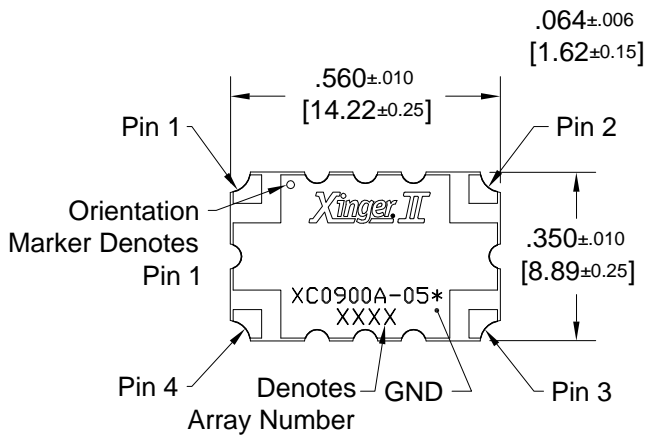 .064±.006
[1.62±0.15]
.560±.010
[14.22±0.25]
Pin 1
Pin 2
Orientation
Marker Denotes
Pin 1
Xinger II
.350±.010
[8.89±0.25]
XC0900A-05*
XXXX
Pin 4
Denotes
Array Number
GND
Pin 3